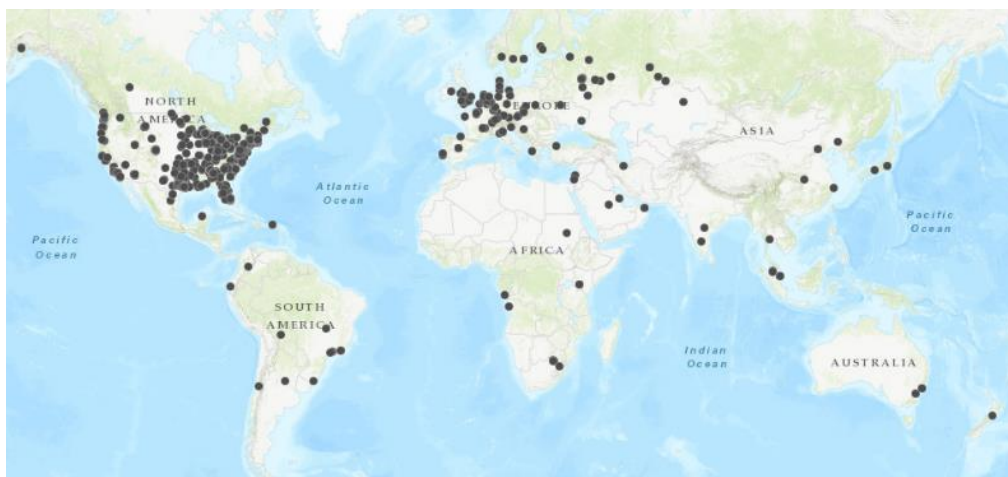 NORTH
AMERICA
EUROPE
ASIA
Atlantic
Ocean
Pacific
Ocean
Pacific
Ocean
AFRICA
SOUTH
AMERICA
Indian
Ocean
AUSTRALIA